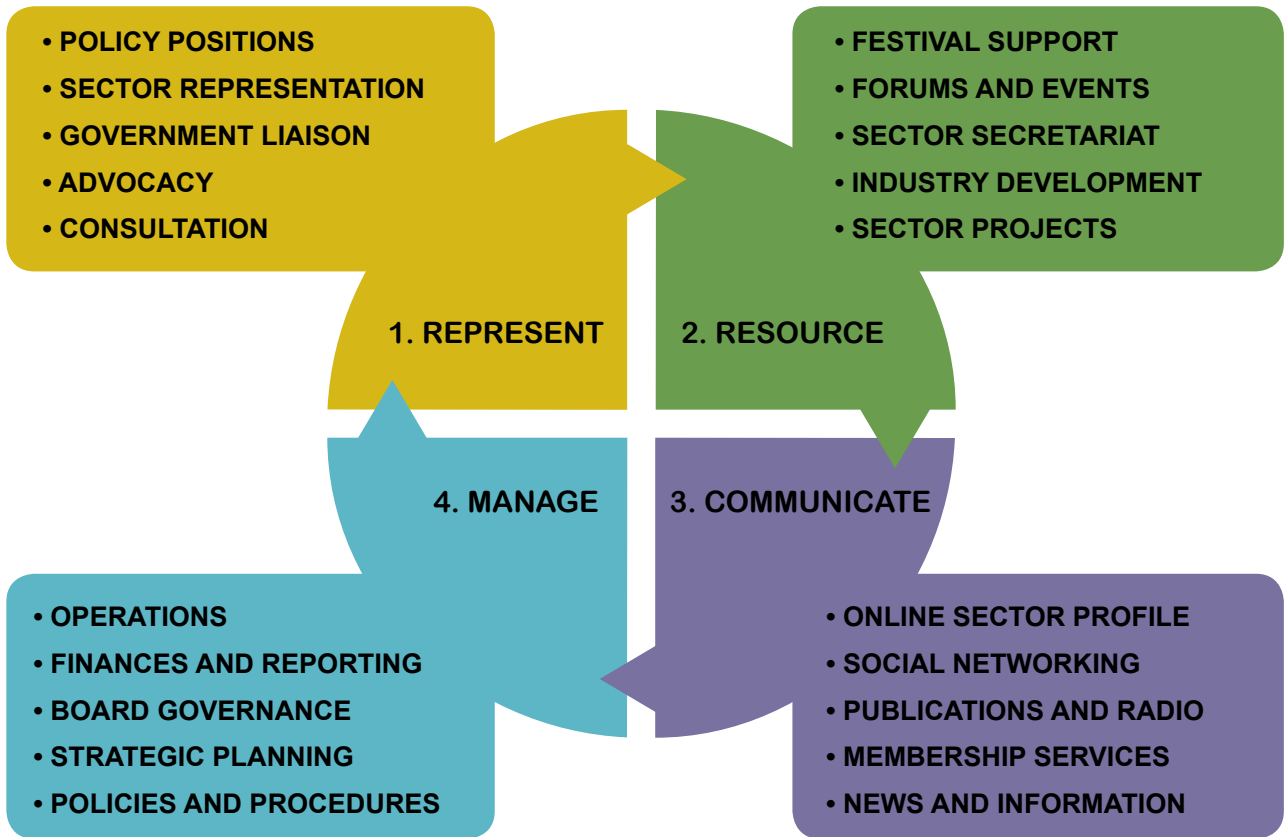 • POLICY POSITIONS
• SECTOR REPRESENTATION
• GOVERNMENT LIAISON
• ADVOCACY
• CONSULTATION
• FESTIVAL SUPPORT
• FORUMS AND EVENTS
• SECTOR SECRETARIAT
• INDUSTRY DEVELOPMENT
• SECTOR PROJECTS
1. REPRESENT
2. RESOURCE
4. MANAGE
3. COMMUNICATE
• OPERATIONS
• FINANCES AND REPORTING
• BOARD GOVERNANCE
• STRATEGIC PLANNING
• POLICIES AND PROCEDURES
• ONLINE SECTOR PROFILE
• SOCIAL NETWORKING
• PUBLICATIONS AND RADIO
• MEMBERSHIP SERVICES
• NEWS AND INFORMATION